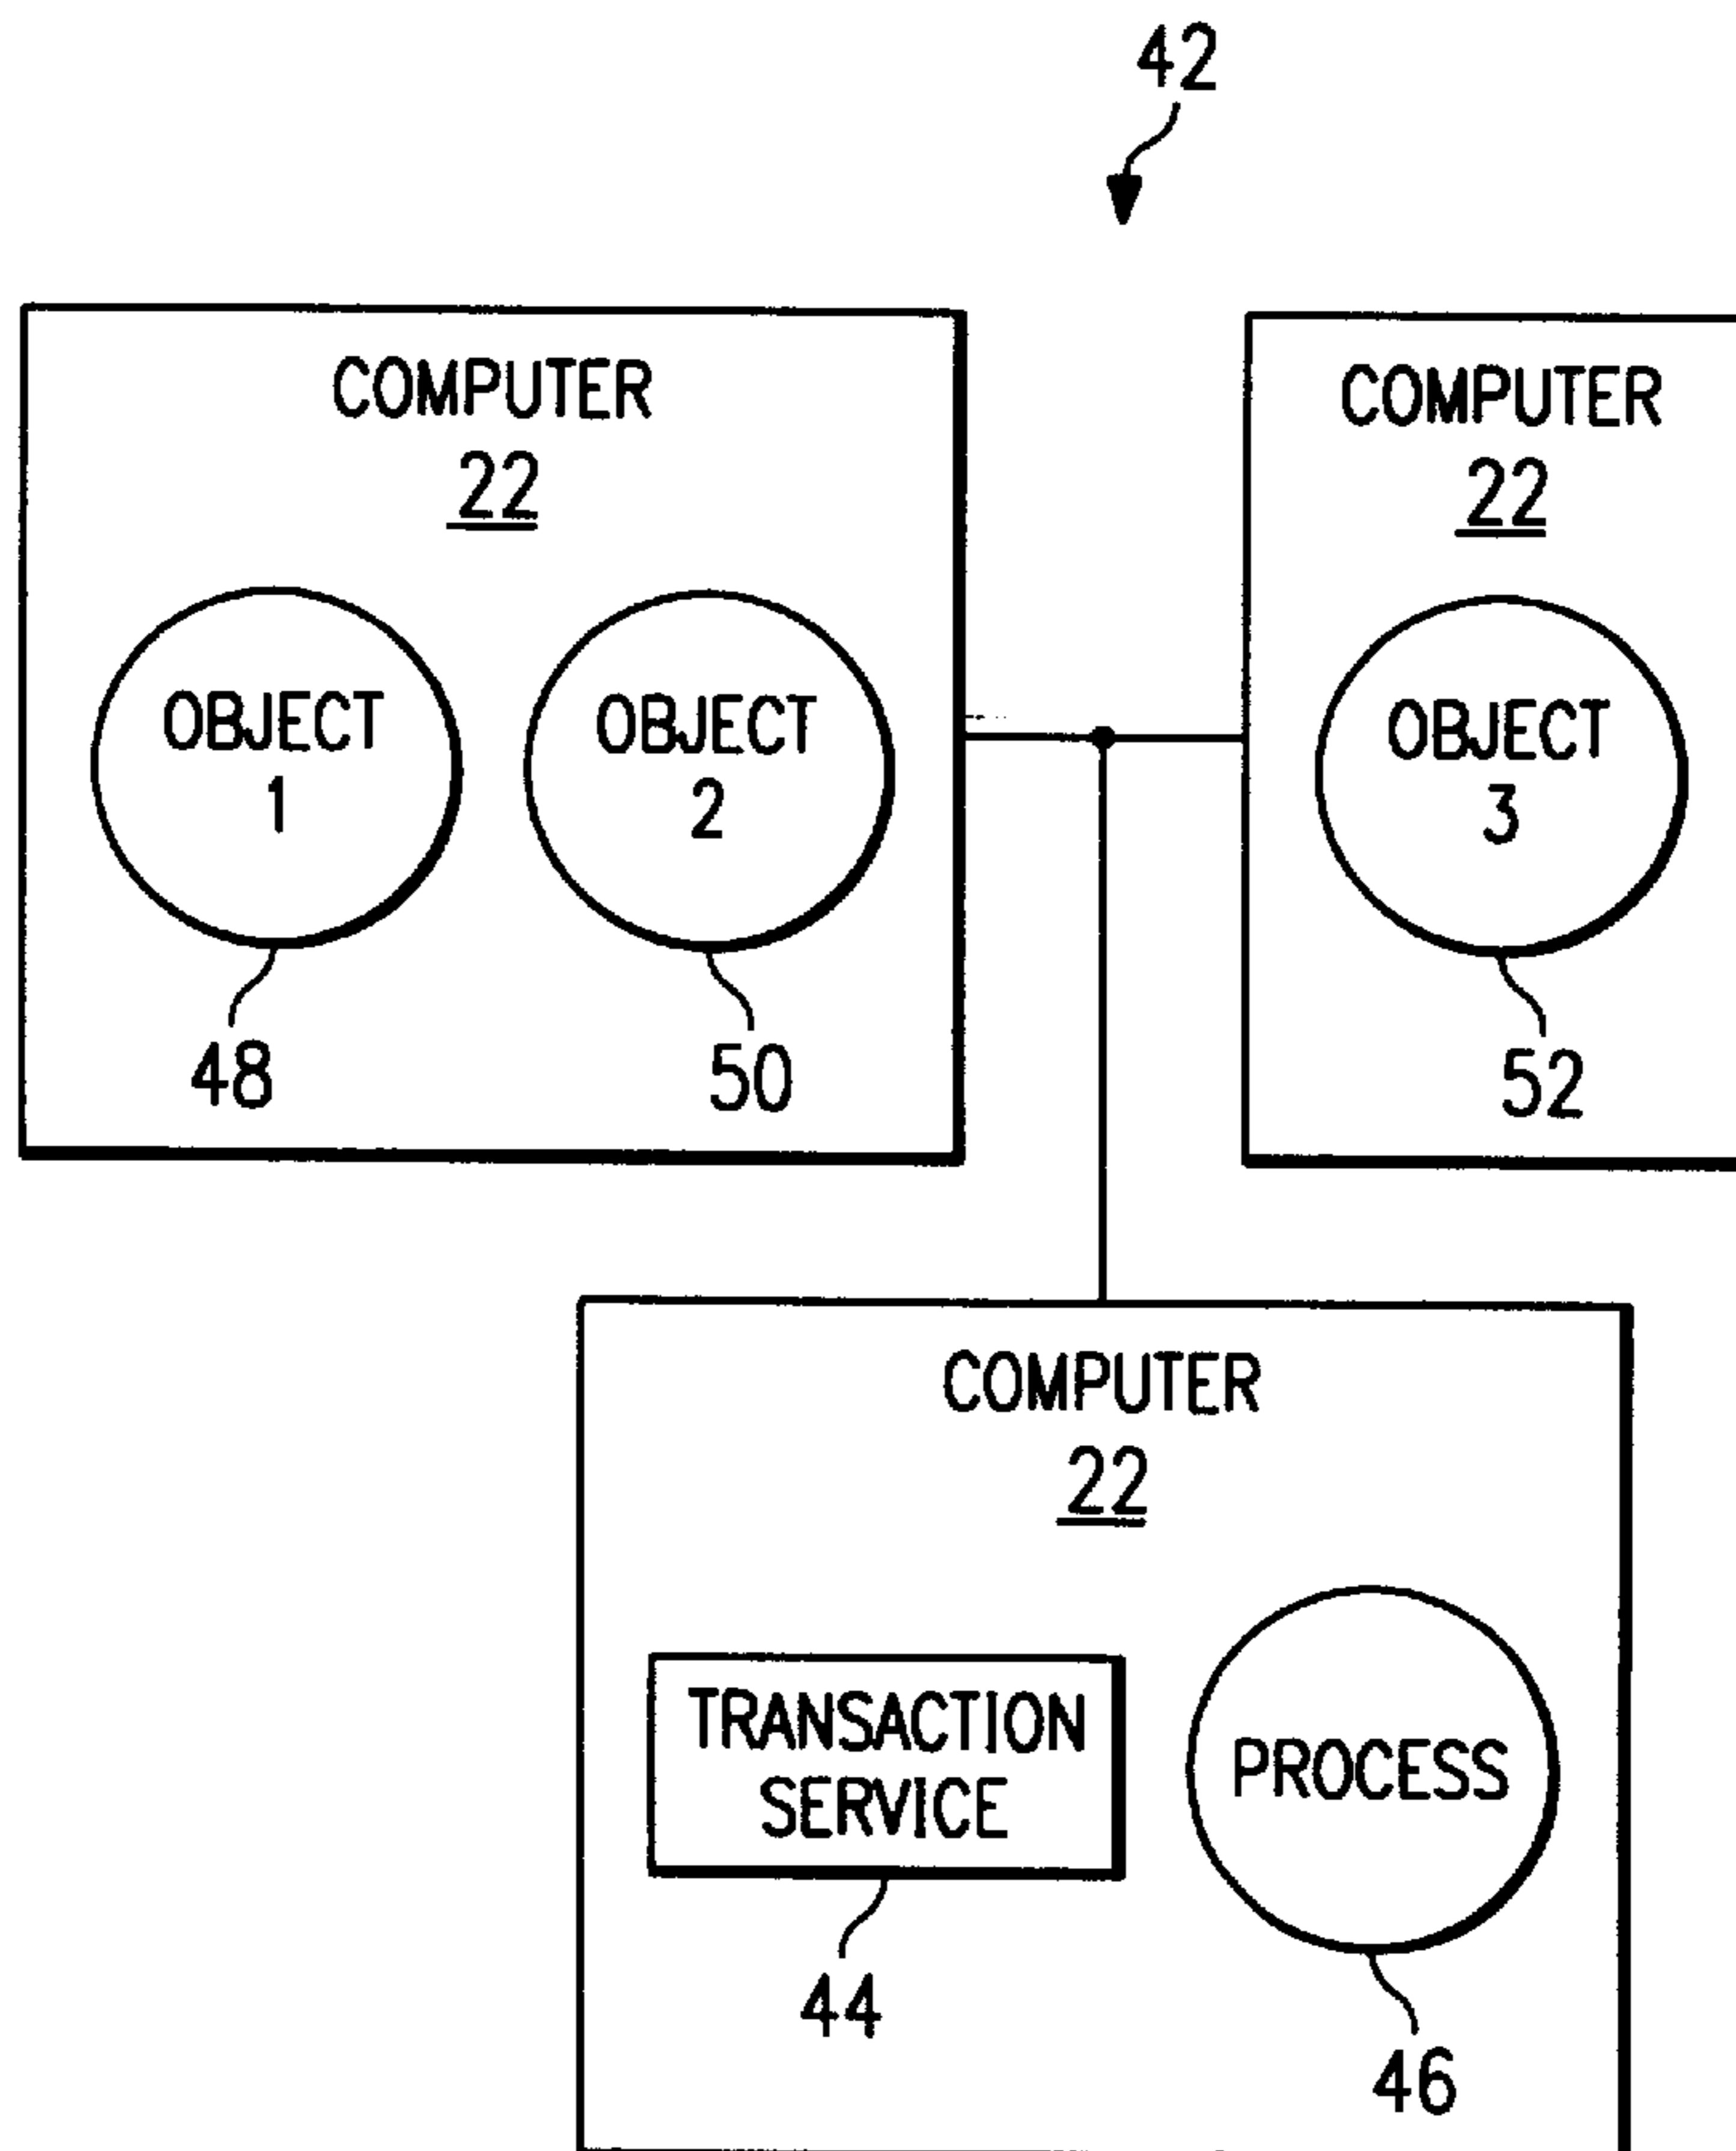 42
COMPUTER
22
OBJECT
1
OBJECT
2
48
50
COMPUTER
22
OBJECT
3
52
COMPUTER
22
TRANSACTION
SERVICE
44
PROCESS
46